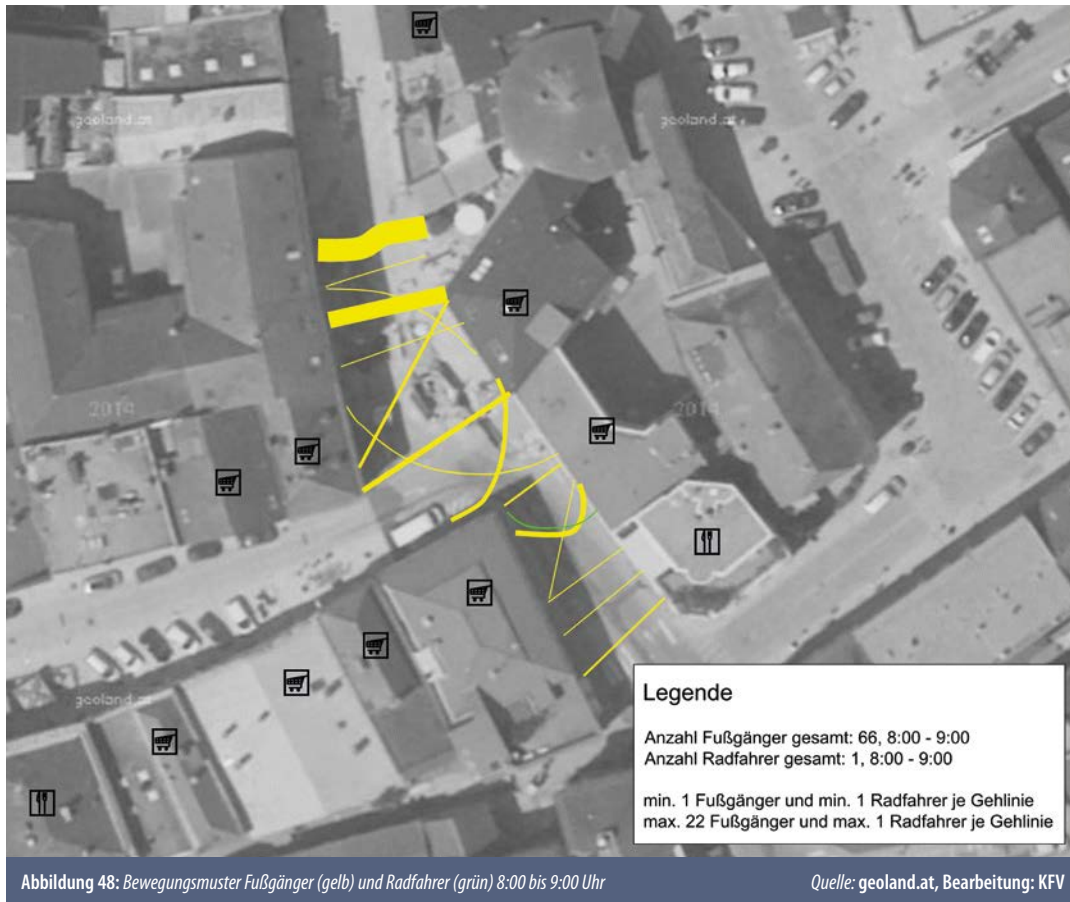 geoland.at
geoland.at
2014
2014
geoland.at
Legende
Anzahl Fußgänger gesamt: 66, 8:00 - 9:00
Anzahl Radfahrer gesamt: 1, 8:00 - 9:00
min. 1 Fußgänger und min. 1 Radfahrer je Gehlinie
max. 22 Fußgänger und max. 1 Radfahrer je Gehlinie
Abbildung 48: Bewegungsmuster Fußgänger (gelb) und Radfahrer (grün) 8:00 bis 9:00 Uhr
Quelle: geoland.at, Bearbeitung: KFV